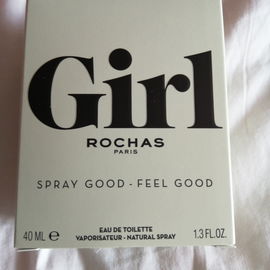 Girl
ROCHAS
PARIS
SPRAY GOOD - FEEL GOOD
EAU DE TOILETTE
40 ML ℮ VAPORISATEUR - NATURAL SPRAY 1.3 FL.OZ.